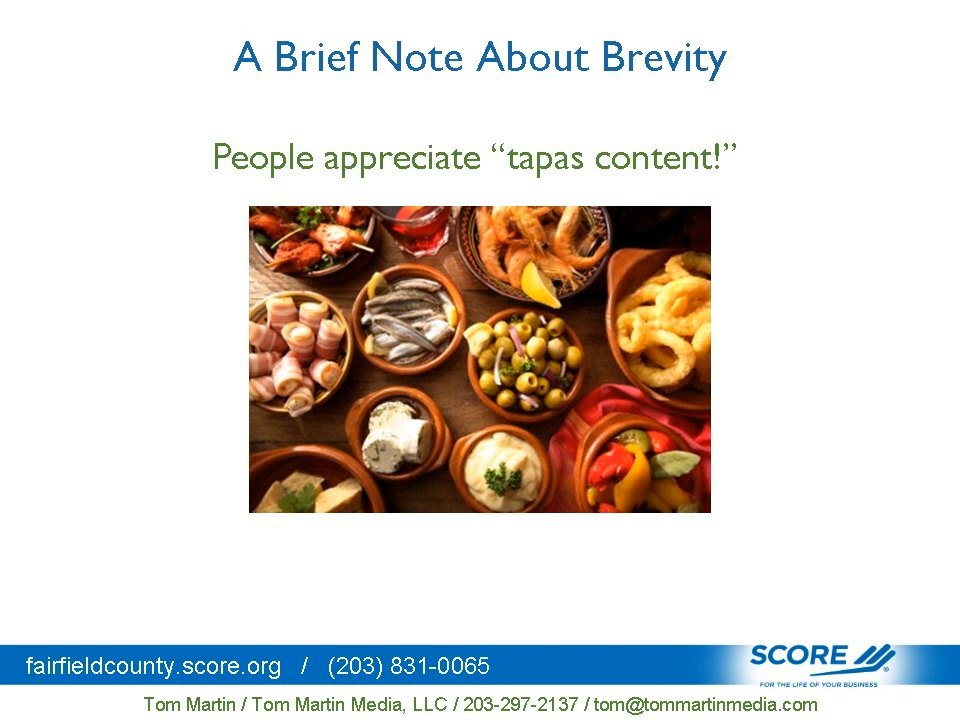 A Brief Note About Brevity
People appreciate “tapas content!”
fairfieldcounty.score.org / (203) 831-0065
SCORE
®
FOR THE LIFE OF YOUR BUSINESS
Tom Martin / Tom Martin Media, LLC / 203-297-2137 / tom@tommartinmedia.com